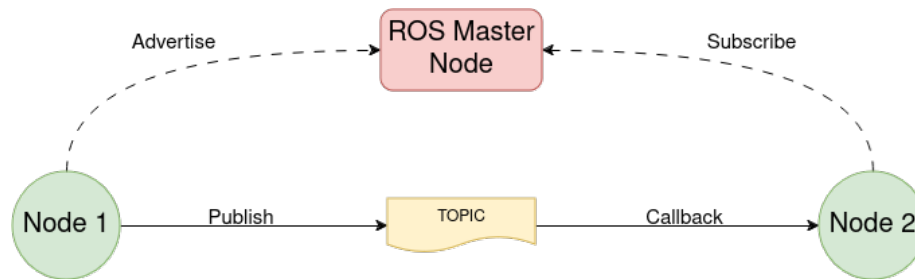 Advertise
ROS Master
Node
Subscribe
Node 1
Publish
TOPIC
Callback
Node 2